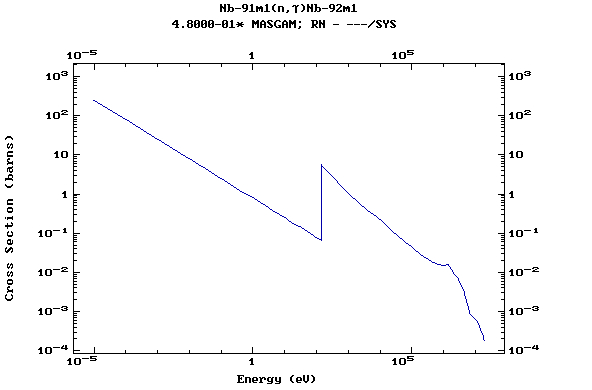 Nb-91m1(n,γ)Nb-92m1
4.8000-01* MASGAM; RN - ---/SYS
10⁻⁵ 1 10⁵
10³ 10³
10² 10²
10 10
1 1
10⁻¹ 10⁻¹
10⁻² 10⁻²
10⁻³ 10⁻³
10⁻⁴ 10⁻⁴
10⁻⁵ 1 10⁵
Cross Section (barns)
Energy (eV)